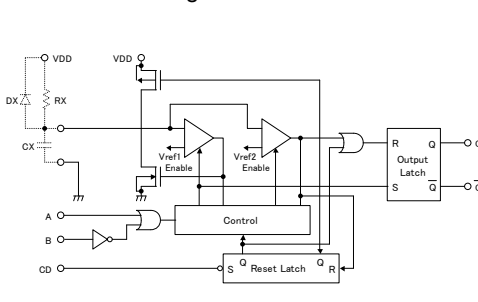 VDD
VDD
DX
RX
CX
Vref1
Enable
Vref2
Enable
R
Q
Output
Latch
S
Q
A
Control
B
Q
Q
CD
S
Reset Latch
R